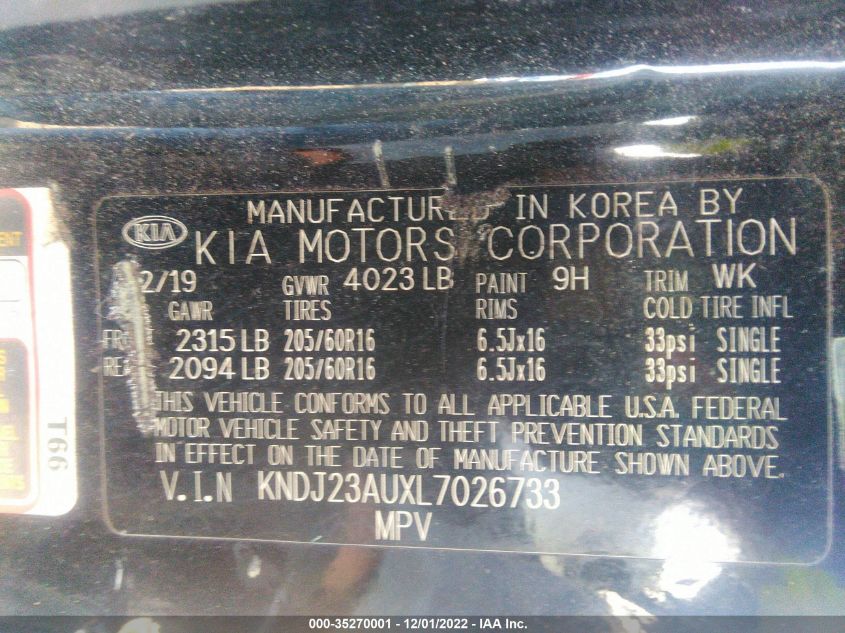 MANUFACTURED IN KOREA BY
KIA KIA MOTORS CORPORATION
2/19 GVWR 4023 LB PAINT 9H TRIM WK
GAWR TIRES RIMS COLD TIRE INFL
2315 LB 205/60R16 6.5Jx16 33psi SINGLE
2094 LB 205/60R16 6.5Jx16 33psi SINGLE
THIS VEHICLE CONFORMS TO ALL APPLICABLE U.S.A. FEDERAL
MOTOR VEHICLE SAFETY AND THEFT PREVENTION STANDARDS
IN EFFECT ON THE DATE OF MANUFACTURE SHOWN ABOVE.
V.I.N KNDJ23AUXL7026733
MPV
T66
000-35270001 - 12/01/2022 - IAA Inc.